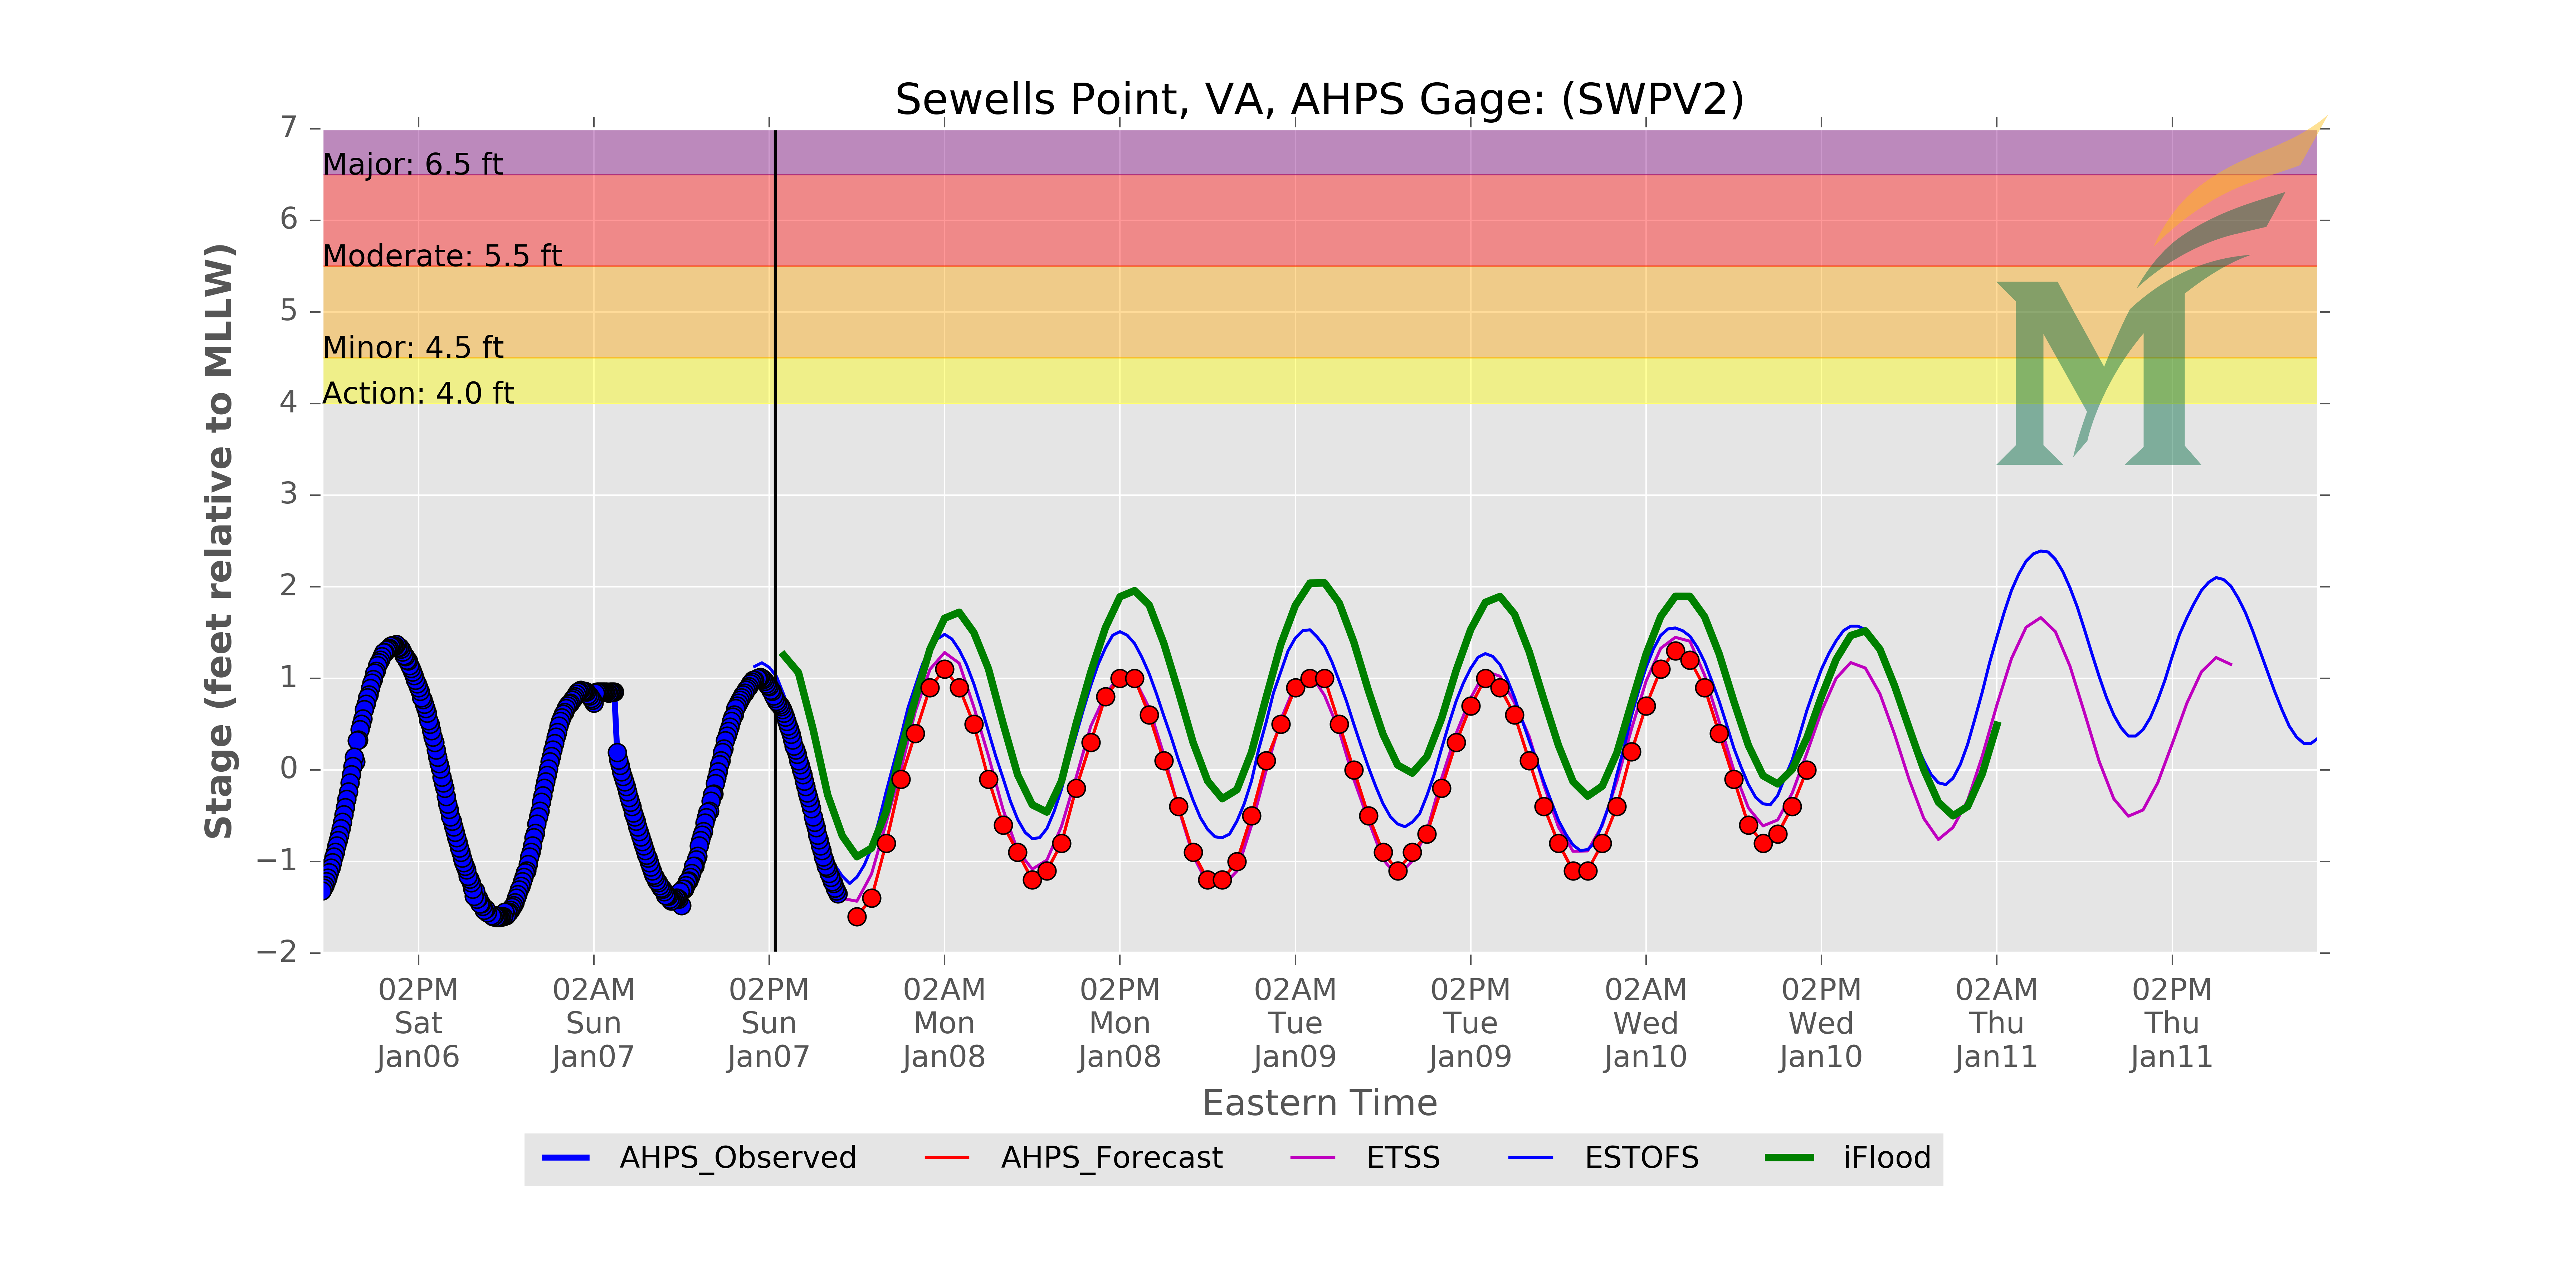 Sewells Point, VA, AHPS Gage: (SWPV2)
Stage (feet relative to MLLW)
7
6
5
4
3
2
1
0
−1
−2
Major: 6.5 ft
Moderate: 5.5 ft
Minor: 4.5 ft
Action: 4.0 ft
M
02PM 02AM 02PM 02AM 02PM 02AM 02PM 02AM 02PM 02AM 02PM
Sat Sun Sun Mon Mon Tue Tue Wed Wed Thu Thu
Jan06 Jan07 Jan07 Jan08 Jan08 Jan09 Jan09 Jan10 Jan10 Jan11 Jan11
Eastern Time
AHPS_Observed AHPS_Forecast ETSS ESTOFS iFlood